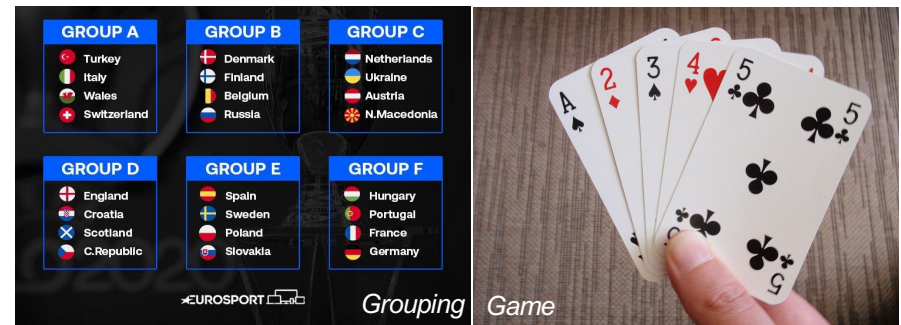 GROUP A
Turkey
Italy
Wales
Switzerland
GROUP B
Denmark
Finland
Belgium
Russia
GROUP C
Netherlands
Ukraine
Austria
N.Macedonia
GROUP D
England
Croatia
Scotland
C.Republic
GROUP E
Spain
Sweden
Poland
Slovakia
GROUP F
Hungary
Portugal
France
Germany
EUROSPORT
Grouping
A
2
3
4
5
5
5
Game